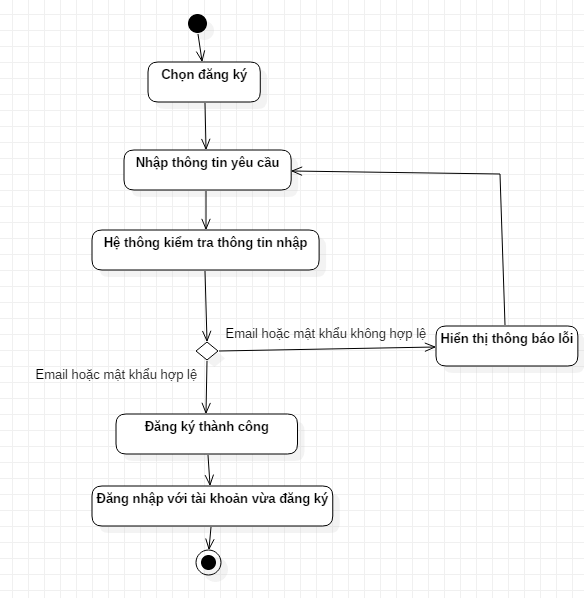 Chọn đăng ký
Nhập thông tin yêu cầu
Hệ thông kiểm tra thông tin nhập
Email hoặc mật khẩu không hợp lệ
Hiển thị thông báo lỗi
Email hoặc mật khẩu hợp lệ
Đăng ký thành công
Đăng nhập với tài khoản vừa đăng ký